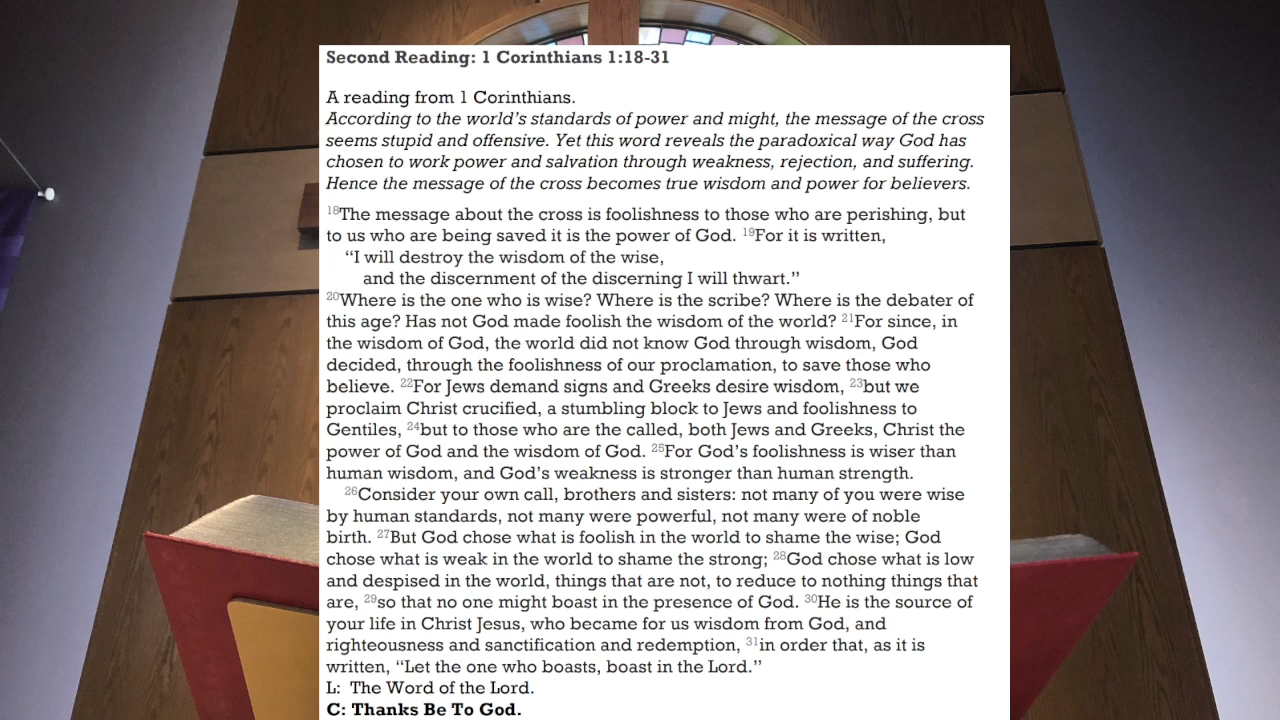 Second Reading: 1 Corinthians 1:18-31
A reading from 1 Corinthians.
According to the world’s standards of power and might, the message of the cross
seems stupid and offensive. Yet this word reveals the paradoxical way God has
chosen to work power and salvation through weakness, rejection, and suffering.
Hence the message of the cross becomes true wisdom and power for believers.
18The message about the cross is foolishness to those who are perishing, but
to us who are being saved it is the power of God. 19For it is written,
“I will destroy the wisdom of the wise,
and the discernment of the discerning I will thwart.”
20Where is the one who is wise? Where is the scribe? Where is the debater of
this age? Has not God made foolish the wisdom of the world? 21For since, in
the wisdom of God, the world did not know God through wisdom, God
decided, through the foolishness of our proclamation, to save those who
believe. 22For Jews demand signs and Greeks desire wisdom, 23but we
proclaim Christ crucified, a stumbling block to Jews and foolishness to
Gentiles, 24but to those who are the called, both Jews and Greeks, Christ the
power of God and the wisdom of God. 25For God’s foolishness is wiser than
human wisdom, and God’s weakness is stronger than human strength.
26Consider your own call, brothers and sisters: not many of you were wise
by human standards, not many were powerful, not many were of noble
birth. 27But God chose what is foolish in the world to shame the wise; God
chose what is weak in the world to shame the strong; 28God chose what is low
and despised in the world, things that are not, to reduce to nothing things that
are, 29so that no one might boast in the presence of God. 30He is the source of
your life in Christ Jesus, who became for us wisdom from God, and
righteousness and sanctification and redemption, 31in order that, as it is
written, “Let the one who boasts, boast in the Lord.”
L: The Word of the Lord.
C: Thanks Be To God.